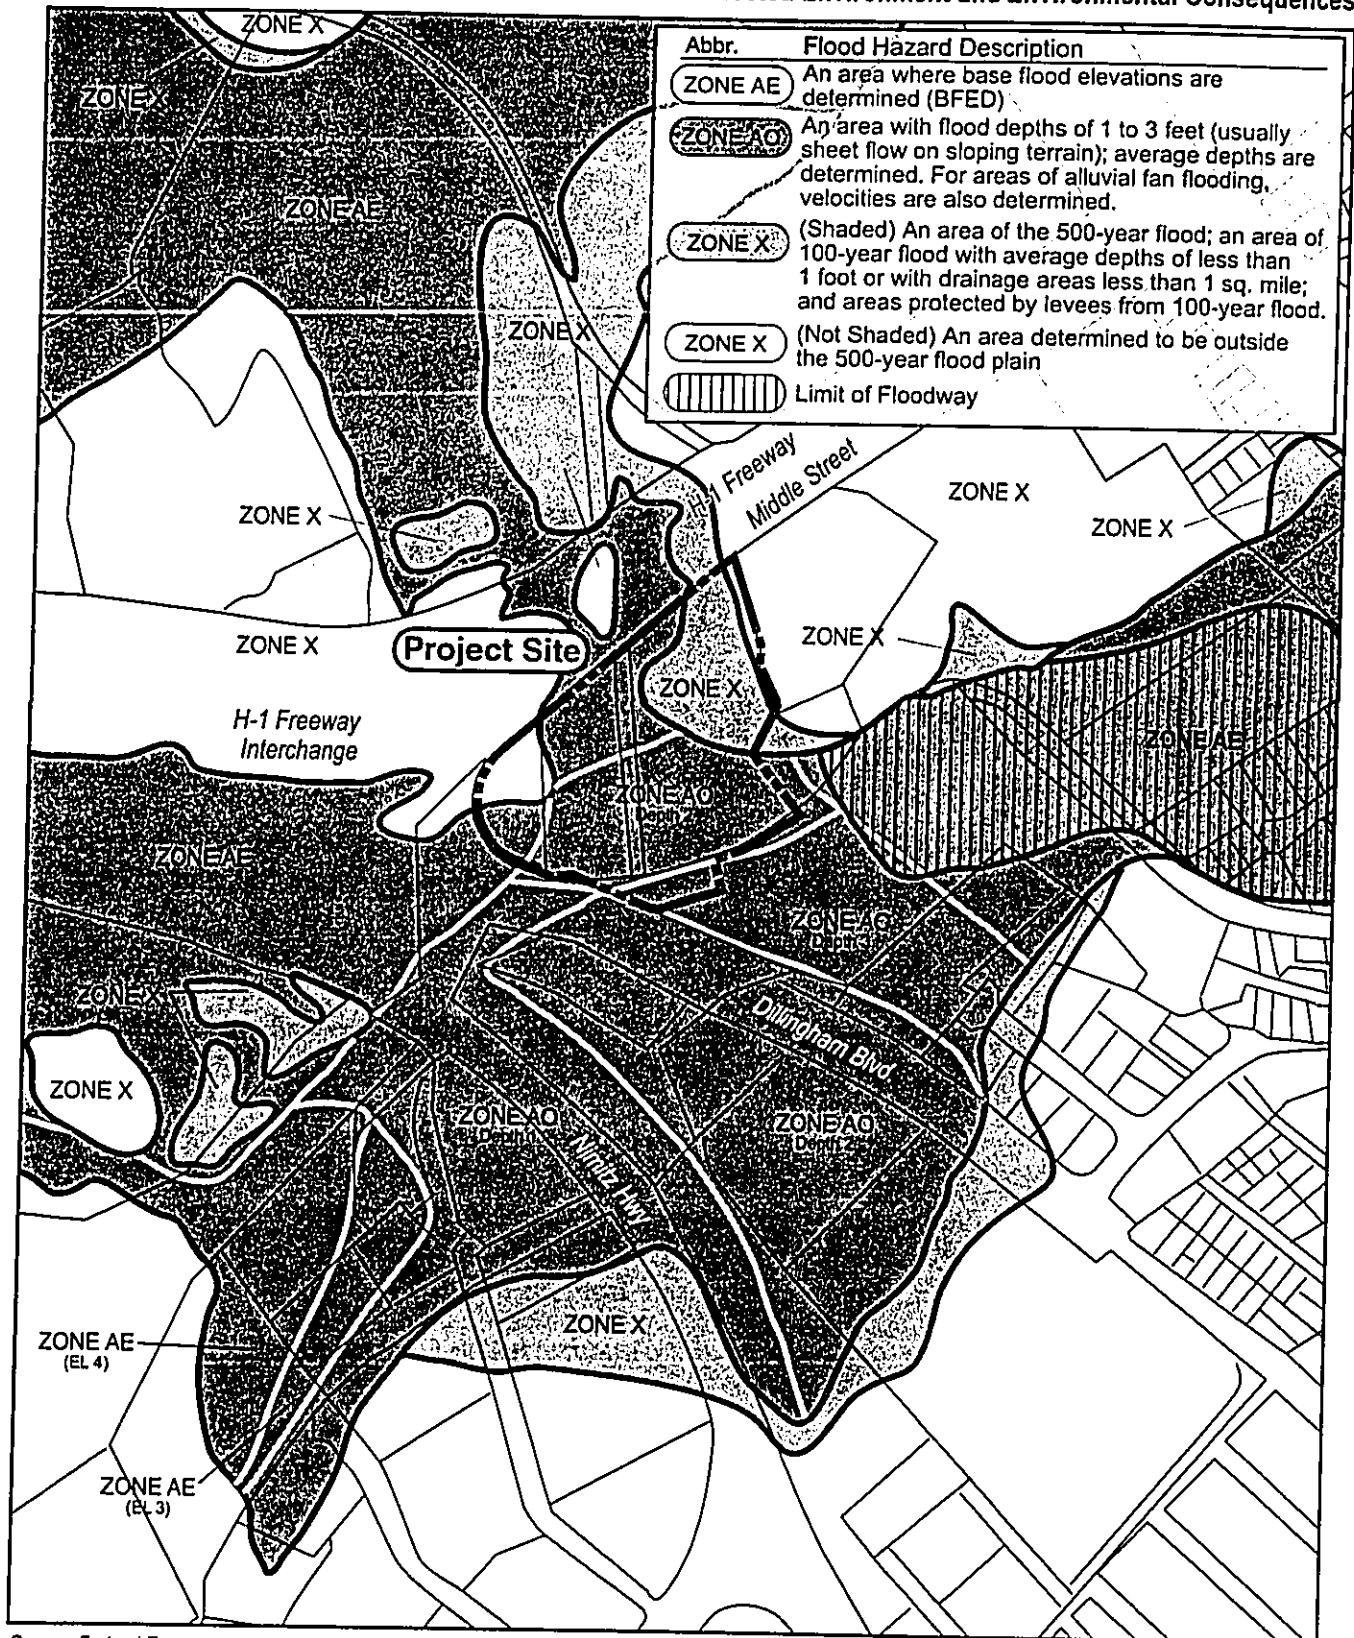 Environmental Consequences
ZONE X
ZONE X
ZONE AE
Abbr. Flood Hazard Description
ZONE AE An area where base flood elevations are
determined (BFED)
ZONE AO An area with flood depths of 1 to 3 feet (usually
sheet flow on sloping terrain); average depths are
determined. For areas of alluvial fan flooding,
velocities are also determined.
ZONE X (Shaded) An area of the 500-year flood; an area of
100-year flood with average depths of less than
1 foot or with drainage areas less than 1 sq. mile;
and areas protected by levees from 100-year flood.
ZONE X (Not Shaded) An area determined to be outside
the 500-year flood plain
Limit of Floodway
ZONE X
H-1 Freeway
Middle Street
ZONE X
ZONE X
ZONE X
ZONE X
ZONE X
Project Site
ZONE X
H-1 Freeway
Interchange
ZONE AE
ZONE AO
Depth 2
ZONE AE
ZONE AO
ZONE X
ZONE X
Dillingham Blvd
ZONE AO
Depth 1
Nimitz Hwy
ZONE AO
Depth 2
ZONE X
ZONE AE
(EL 4)
ZONE AE
(EL 3)